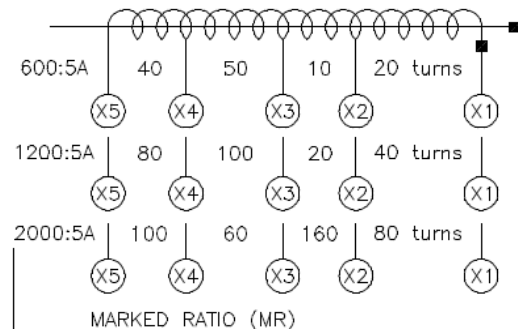 600:5A 40 50 10 20 turns
X5 X4 X3 X2 X1
1200:5A 80 100 20 40 turns
X5 X4 X3 X2 X1
2000:5A 100 60 160 80 turns
X5 X4 X3 X2 X1
MARKED RATIO (MR)